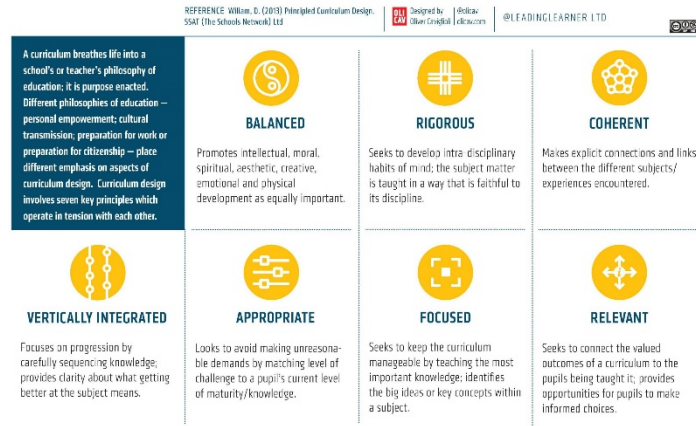 REFERENCE Wiliam, D. (2013) Principled Curriculum Design.
SSAT (The Schools Network) Ltd
OLI
CAV
Designed by
Oliver Caviglioli
@olicav
olicav.com
@LEADINGLEARNER LTD
A curriculum breathes life into a
school's or teacher's philosophy of
education; it is purpose enacted.
Different philosophies of education –
personal empowerment; cultural
transmission; preparation for work or
preparation for citizenship – place
different emphasis on aspects of
curriculum design. Curriculum design
involves seven key principles which
operate in tension with each other.
BALANCED
Promotes intellectual, moral,
spiritual, aesthetic, creative,
emotional and physical
development as equally important.
RIGOROUS
Seeks to develop intra-disciplinary
habits of mind; the subject matter
is taught in a way that is faithful to
its discipline.
COHERENT
Makes explicit connections and links
between the different subjects/
experiences encountered.
VERTICALLY INTEGRATED
Focuses on progression by
carefully sequencing knowledge;
provides clarity about what getting
better at the subject means.
APPROPRIATE
Looks to avoid making unreasona-
ble demands by matching level of
challenge to a pupil's current level
of maturity/knowledge.
FOCUSED
Seeks to keep the curriculum
manageable by teaching the most
important knowledge; identifies
the big ideas or key concepts within
a subject.
RELEVANT
Seeks to connect the valued
outcomes of a curriculum to the
pupils being taught it; provides
opportunities for pupils to make
informed choices.